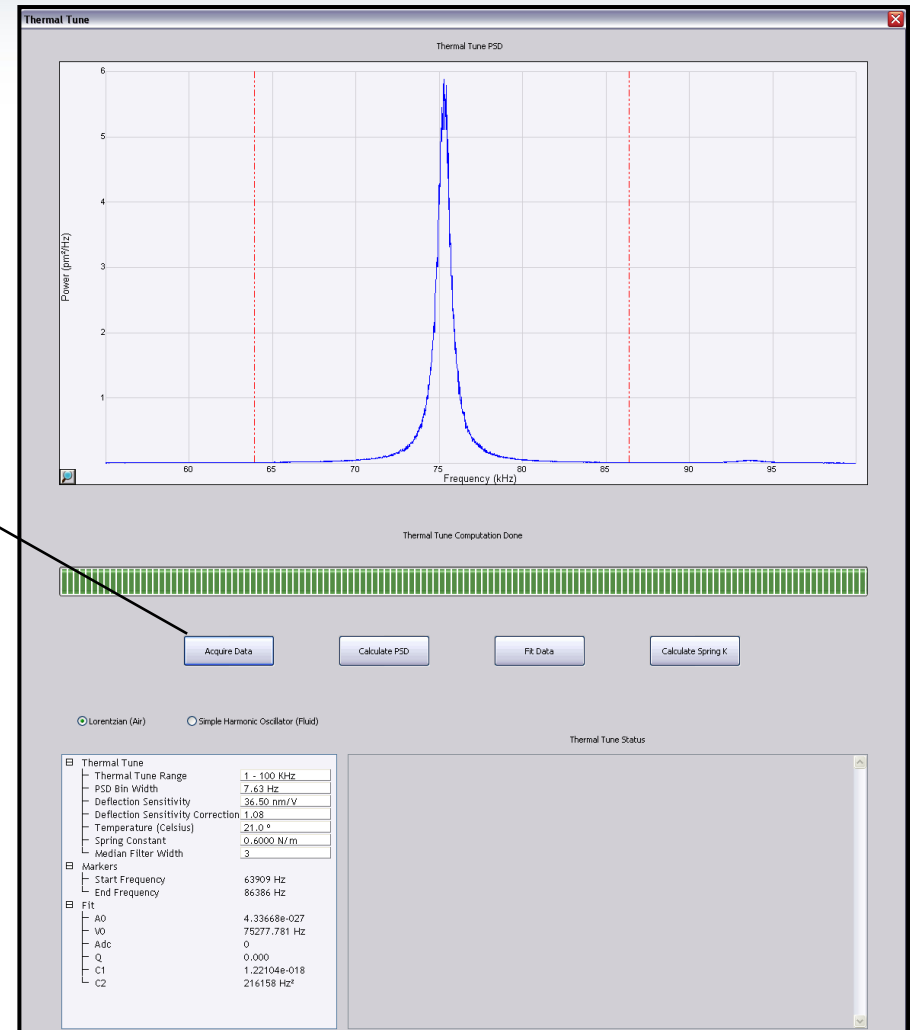 Thermal Tune
Thermal Tune PSD
6
5
4
3
2
1
Power (pm²/Hz)
60 65 70 75 80 85 90 95
Frequency (kHz)
Thermal Tune Computation Done
Acquire Data Calculate PSD Fit Data Calculate Spring K
Lorentzian (Air) Simple Harmonic Oscillator (Fluid)
Thermal Tune Status
Thermal Tune
Thermal Tune Range 1 - 100 KHz
PSD Bin Width 7.63 Hz
Deflection Sensitivity 36.50 nm/V
Deflection Sensitivity Correction 1.08
Temperature (Celsius) 21.0 º
Spring Constant 0.6000 N/m
Median Filter Width 3
Markers
Start Frequency 63909 Hz
End Frequency 86386 Hz
Fit
A0 4.33668e-027
V0 75277.781 Hz
Adc 0
Q 0.000
C1 1.22104e-018
C2 216158 Hz²